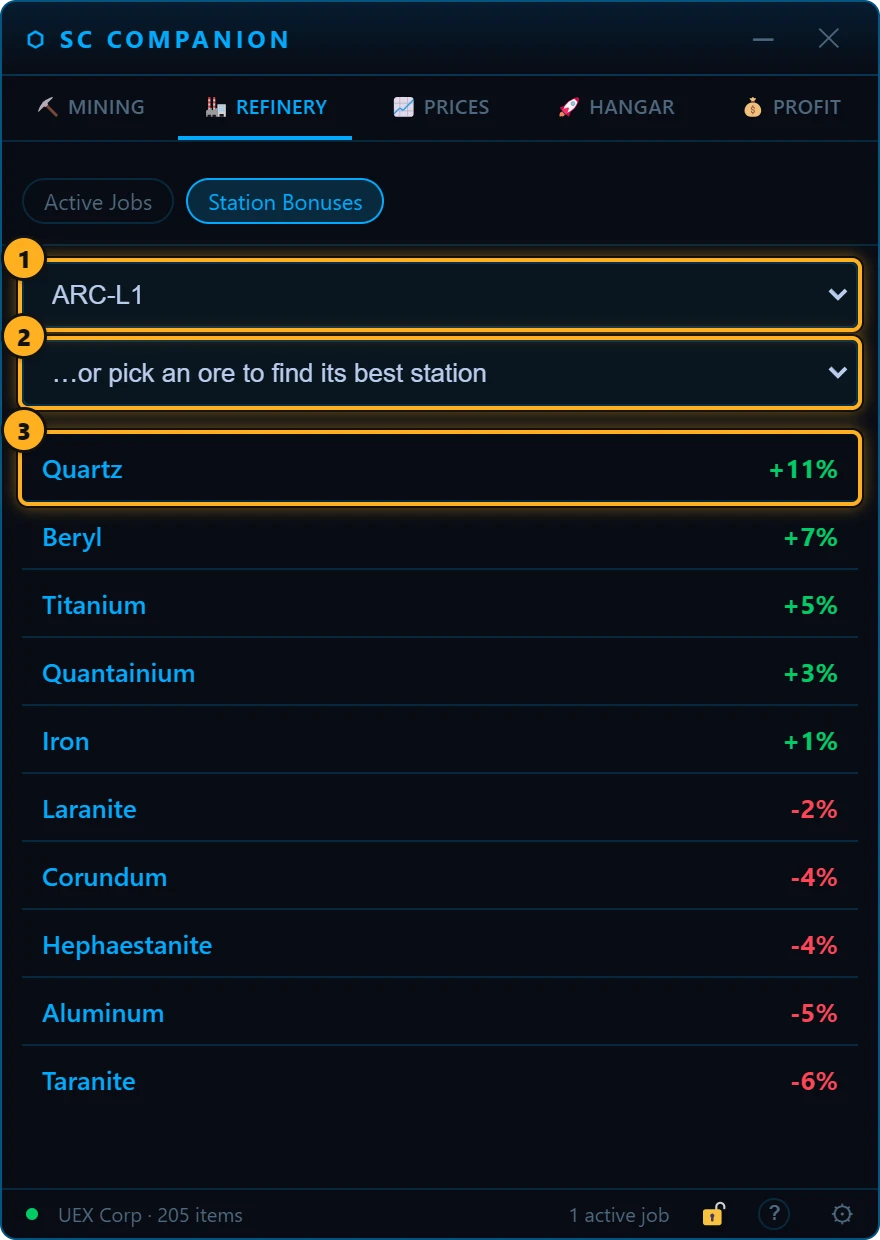 SC COMPANION
MINING REFINERY PRICES HANGAR PROFIT
Active Jobs Station Bonuses
1
ARC-L1
2
...or pick an ore to find its best station
3
Quartz +11%
Beryl +7%
Titanium +5%
Quantainium +3%
Iron +1%
Laranite -2%
Corundum -4%
Hephaestanite -4%
Aluminum -5%
Taranite -6%
UEX Corp · 205 items 1 active job ?